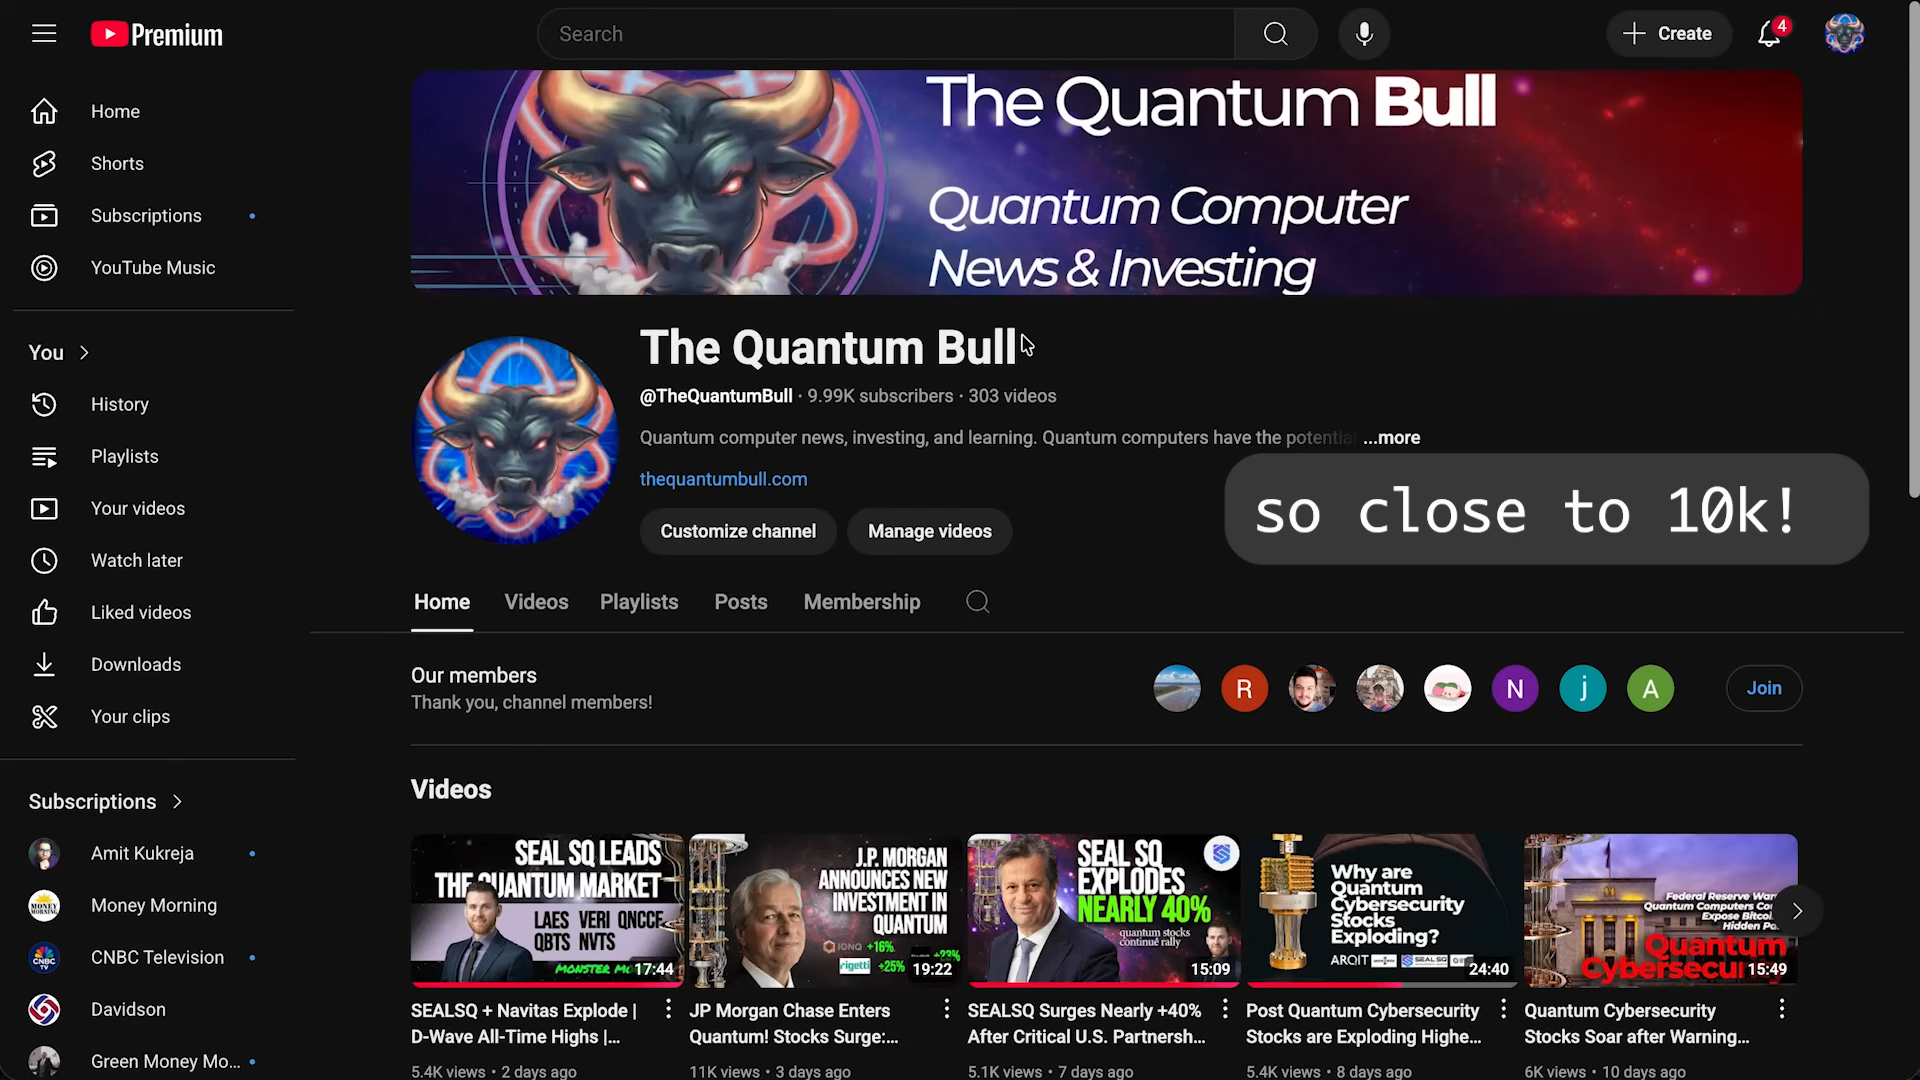 Premium
Search
Create
4
Home
Shorts
Subscriptions
YouTube Music
You
History
Playlists
Your videos
Watch later
Liked videos
Downloads
Your clips
Subscriptions
Amit Kukreja
Money Morning
CNBC Television
Davidson
Green Money Mo...
The Quantum Bull
Quantum Computer
News & Investing
The Quantum Bull
@TheQuantumBull · 9.99K subscribers · 303 videos
Quantum computer news, investing, and learning. Quantum computers have the potentia ...more
thequantumbull.com
so close to 10k!
Customize channel
Manage videos
Home
Videos
Playlists
Posts
Membership
Our members
Thank you, channel members!
R
N
j
A
Join
Videos
SEAL SQ LEADS
THE QUANTUM MARKET
LAES VERI QNCCF
QBTS NVTS
17:44
SEALSQ + Navitas Explode |
D-Wave All-Time Highs |...
5.4K views · 2 days ago
J.P. MORGAN
ANNOUNCES NEW
INVESTMENT IN
QUANTUM
IONQ +16%
rigetti +25%
19:22
JP Morgan Chase Enters
Quantum! Stocks Surge:...
11K views · 3 days ago
SEAL SQ
EXPLODES
NEARLY 40%
quantum stocks
continue rally
15:09
SEALSQ Surges Nearly +40%
After Critical U.S. Partnersh...
5.1K views · 7 days ago
Why are
Quantum
Cybersecurity
Stocks
Exploding?
ARQIT
SEAL SQ
24:40
Post Quantum Cybersecurity
Stocks are Exploding Highe...
5.4K views · 8 days ago
Federal Reserve War
Quantum Computers Co
Expose Bitcoi
Hidden Pa
Quantum
Cybersecuri
15:49
Quantum Cybersecurity
Stocks Soar after Warning...
6K views · 10 days ago